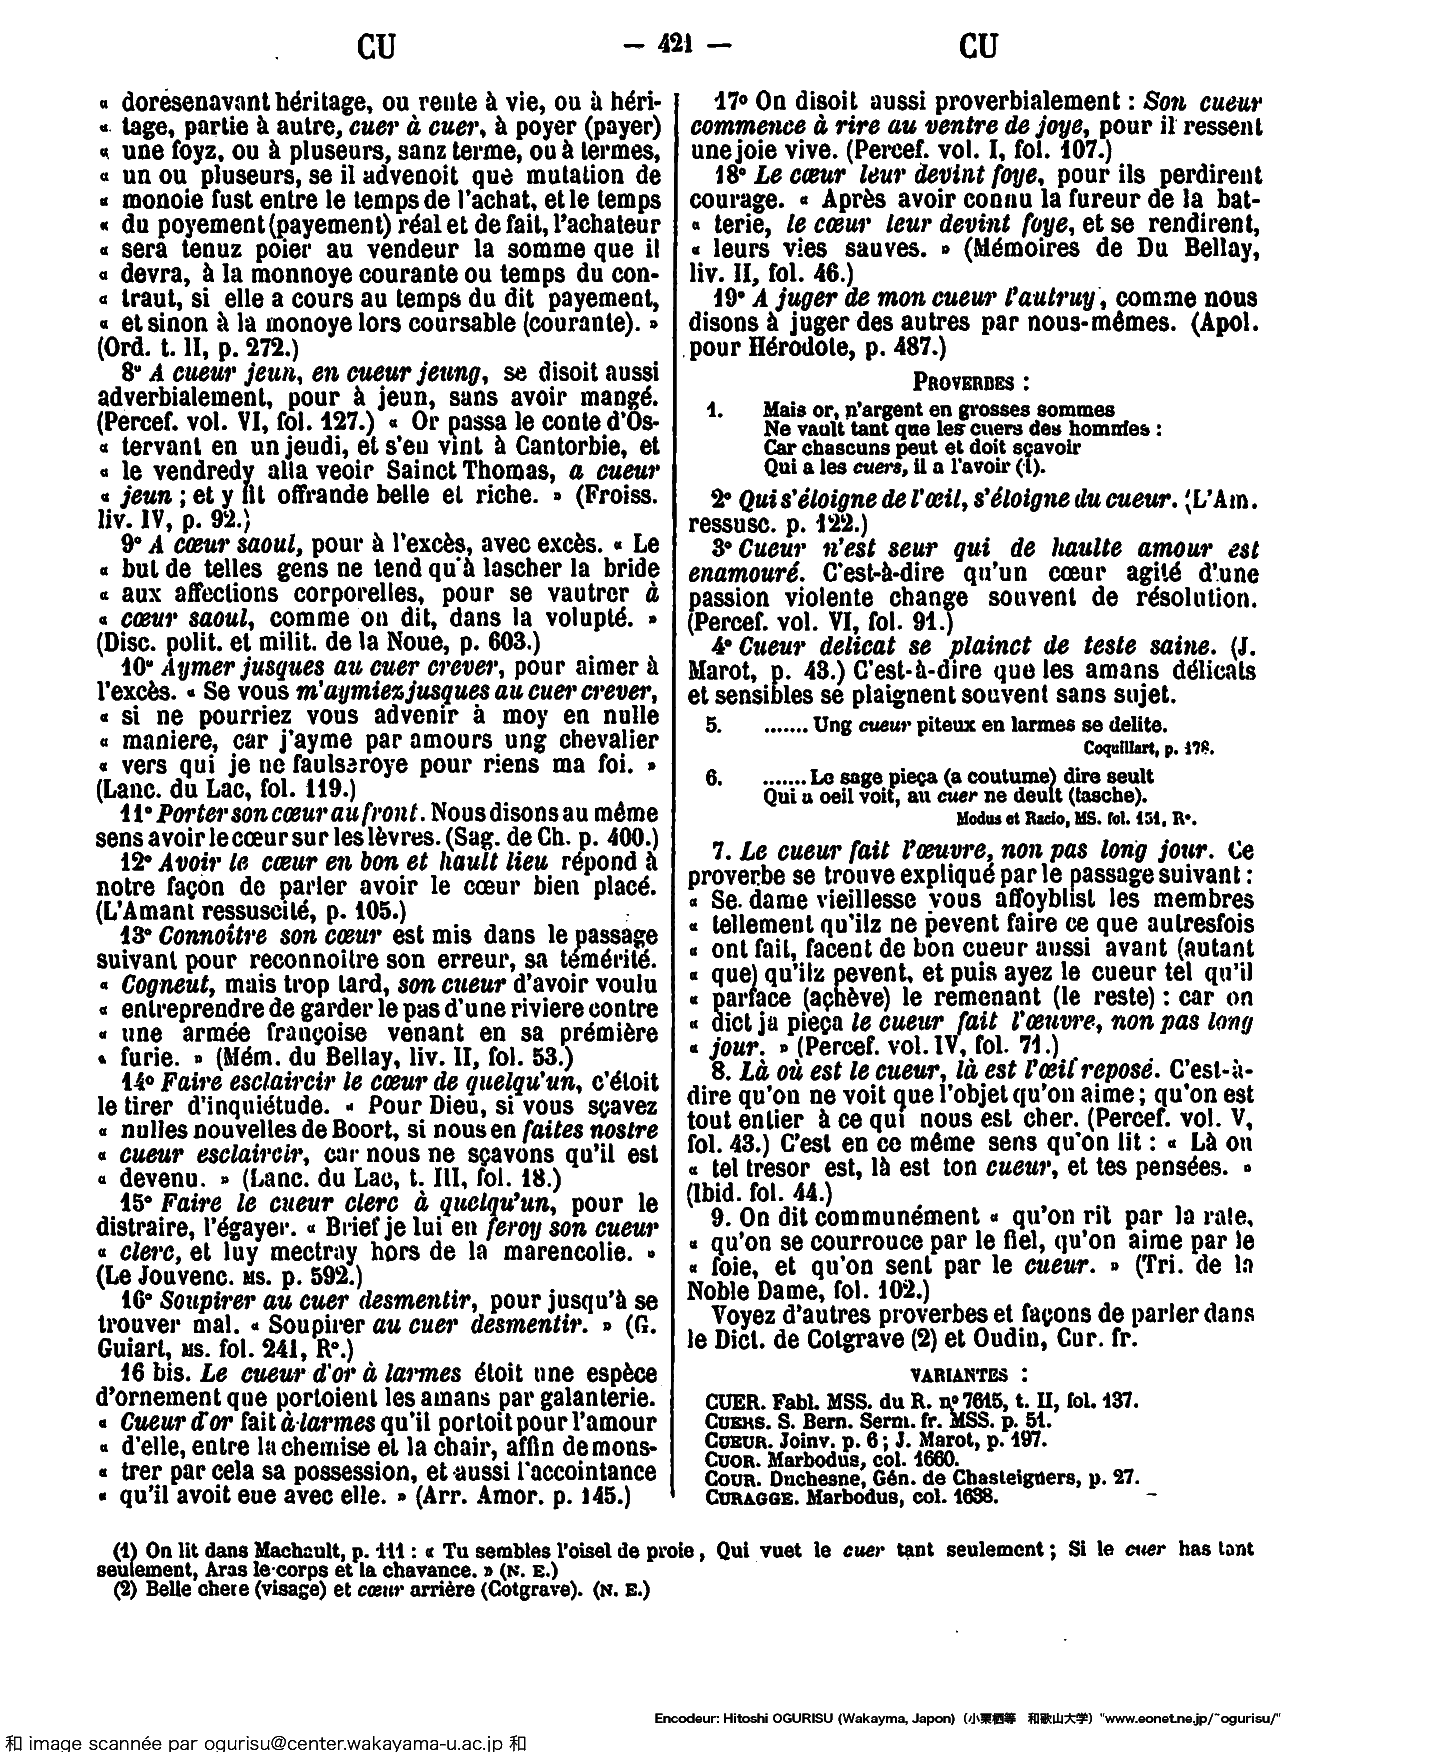 CU — 421 — CU
« doresenavant héritage, ou rente à vie, ou à héri-
« tage, partie à autre, cuer à cuer, à poyer (payer)
« une foyz, ou à pluseurs, sanz terme, ou à termes,
« un ou pluseurs, se il advenoit que mutation de
« monoie fust entre le temps de l'achat, et le temps
« du poyement (payement) réal et de fait, l'achateur
« sera tenuz poier au vendeur la somme que il
« devra, à la monnoye courante ou temps du con-
« traut, si elle a cours au temps du dit payement,
« et sinon à la monoye lors coursable (courante). »
(Ord. t. II, p. 272.)
8° A cueur jeun, en cueur jeung, se disoit aussi
adverbialement, pour à jeun, sans avoir mangé.
(Percef. vol. VI, fol. 127.) « Or passa le conte d'Os-
« tervant en un jeudi, et s'en vint à Cantorbie, et
« le vendredy alla veoir Sainct Thomas, a cueur
« jeun ; et y fit offrande belle et riche. » (Froiss.
liv. IV, p. 92.)
9° A cœur saoul, pour à l'excès, avec excès. « Le
« but de telles gens ne tend qu'à lascher la bride
« aux affections corporelles, pour se vautrer à
« cœur saoul, comme on dit, dans la volupté. »
(Disc. polit. et milit. de la Noue, p. 603.)
10° Aymer jusques au cuer crever, pour aimer à
l'excès. « Se vous m'aymiez jusques au cuer crever,
« si ne pourriez vous advenir à moy en nulle
« maniere, car j'ayme par amours ung chevalier
« vers qui je ne faulseroye pour riens ma foi. »
(Lanc. du Lac, fol. 119.)
11° Porter son cœur au front. Nous disons au même
sens avoir le cœur sur les lèvres. (Sag. de Ch. p. 400.)
12° Avoir le cœur en bon et hault lieu répond à
notre façon de parler avoir le cœur bien placé.
(L'Amant ressuscité, p. 105.)
13° Connoître son cœur est mis dans le passage
suivant pour reconnoître son erreur, sa témérité.
« Cogneut, mais trop tard, son cueur d'avoir voulu
« entreprendre de garder le pas d'une riviere contre
« une armée françoise venant en sa prémière
« furie. » (Mém. du Bellay, liv. II, fol. 53.)
14° Faire esclaircir le cœur de quelqu'un, c'étoit
le tirer d'inquiétude. « Pour Dieu, si vous sçavez
« nulles nouvelles de Boort, si nous en faites nostre
« cueur esclaircir, car nous ne sçavons qu'il est
« devenu. » (Lanc. du Lac, t. III, fol. 18.)
15° Faire le cueur clerc à quelqu'un, pour le
distraire, l'égayer. « Brief je lui en feroy son cueur
« clerc, et luy mectray hors de la marencolie. »
(Le Jouvenc. MS. p. 592.)
16° Soupirer au cuer desmentir, pour jusqu'à se
trouver mal. « Soupirer au cuer desmentir. » (G.
Guiart, MS. fol. 241, R°.)
16 bis. Le cueur d'or à larmes étoit une espèce
d'ornement que portoient les amans par galanterie.
« Cueur d'or fait à larmes qu'il portoit pour l'amour
« d'elle, entre la chemise et la chair, affin de mons-
« trer par cela sa possession, et aussi l'accointance
« qu'il avoit eue avec elle. » (Arr. Amor. p. 145.)
17° On disoit aussi proverbialement : Son cueur
commence à rire au ventre de joye, pour il ressent
une joie vive. (Percef. vol. I, fol. 107.)
18° Le cœur leur devint foye, pour ils perdirent
courage. « Après avoir connu la fureur de la bat-
« terie, le cœur leur devint foye, et se rendirent,
« leurs vies sauves. » (Mémoires de Du Bellay,
liv. II, fol. 46.)
19° A juger de mon cueur l'autruy, comme nous
disons à juger des autres par nous-mêmes. (Apol.
pour Hérodote, p. 487.)
PROVERBES :
1. Mais or, n'argent en grosses sommes
Ne vault tant que les cuers des hommes :
Car chascuns peut et doit sçavoir
Qui a les cuers, il a l'avoir (1).
2° Qui s'éloigne de l'œil, s'éloigne du cueur. (L'Am.
ressusc. p. 122.)
3° Cueur n'est seur qui de haulte amour est
enamouré. C'est-à-dire qu'un cœur agité d'une
passion violente change souvent de résolution.
(Percef. vol. VI, fol. 91.)
4° Cueur delicat se plainct de teste saine. (J.
Marot, p. 43.) C'est-à-dire que les amans délicats
et sensibles se plaignent souvent sans sujet.
5. ....... Ung cueur piteux en larmes se delite.
Coquillart, p. 178.
6. ....... Le sage pieça (a coutume) dire seult
Qui a oeil voit, au cuer ne deult (tasche).
Modus et Racio, MS. fol. 151, R°.
7. Le cueur fait l'œuvre, non pas long jour. Ce
proverbe se trouve expliqué par le passage suivant :
« Se dame vieillesse vous affoyblist les membres
« tellement qu'ilz ne pevent faire ce que autresfois
« ont fait, facent de bon cueur aussi avant (autant
« que) qu'ilz pevent, et puis ayez le cueur tel qu'il
« parface (achève) le remenant (le reste) : car on
« dict ja pieça le cueur fait l'œuvre, non pas long
« jour. » (Percef. vol. IV, fol. 71.)
8. Là où est le cueur, là est l'œil reposé. C'est-à-
dire qu'on ne voit que l'objet qu'on aime ; qu'on est
tout entier à ce qui nous est cher. (Percef. vol. V,
fol. 43.) C'est en ce même sens qu'on lit : « Là ou
« tel tresor est, là est ton cueur, et tes pensées. »
(Ibid. fol. 44.)
9. On dit communément « qu'on rit par la rate,
« qu'on se courrouce par le fiel, qu'on aime par le
« foie, et qu'on sent par le cueur. » (Tri. de la
Noble Dame, fol. 102.)
Voyez d'autres proverbes et façons de parler dans
le Dict. de Cotgrave (2) et Oudin, Cur. fr.
VARIANTES :
CUER. Fabl. MSS. du R. n° 7615, t. II, fol. 137.
CUERS. S. Bern. Serm. fr. MSS. p. 51.
CUEUR. Joinv. p. 6 ; J. Marot, p. 197.
CUOR. Marbodus, col. 1660.
COUR. Duchesne, Gén. de Chasteigners, p. 27.
CURAGGE. Marbodus, col. 1638.
(1) On lit dans Machault, p. 111 : « Tu sembles l'oisel de proie, Qui vuet le cuer tant seulement ; Si le cuer has tant
seulement, Aras le corps et la chavance. » (N. E.)
(2) Belle chere (visage) et cœur arrière (Cotgrave). (N. E.)
Encodeur: Hitoshi OGURISU (Wakayma, Japon) (小栗栖等 和歌山大学) "www.eonet.ne.jp/~ogurisu/"
和 image scannée par ogurisu@center.wakayama-u.ac.jp 和